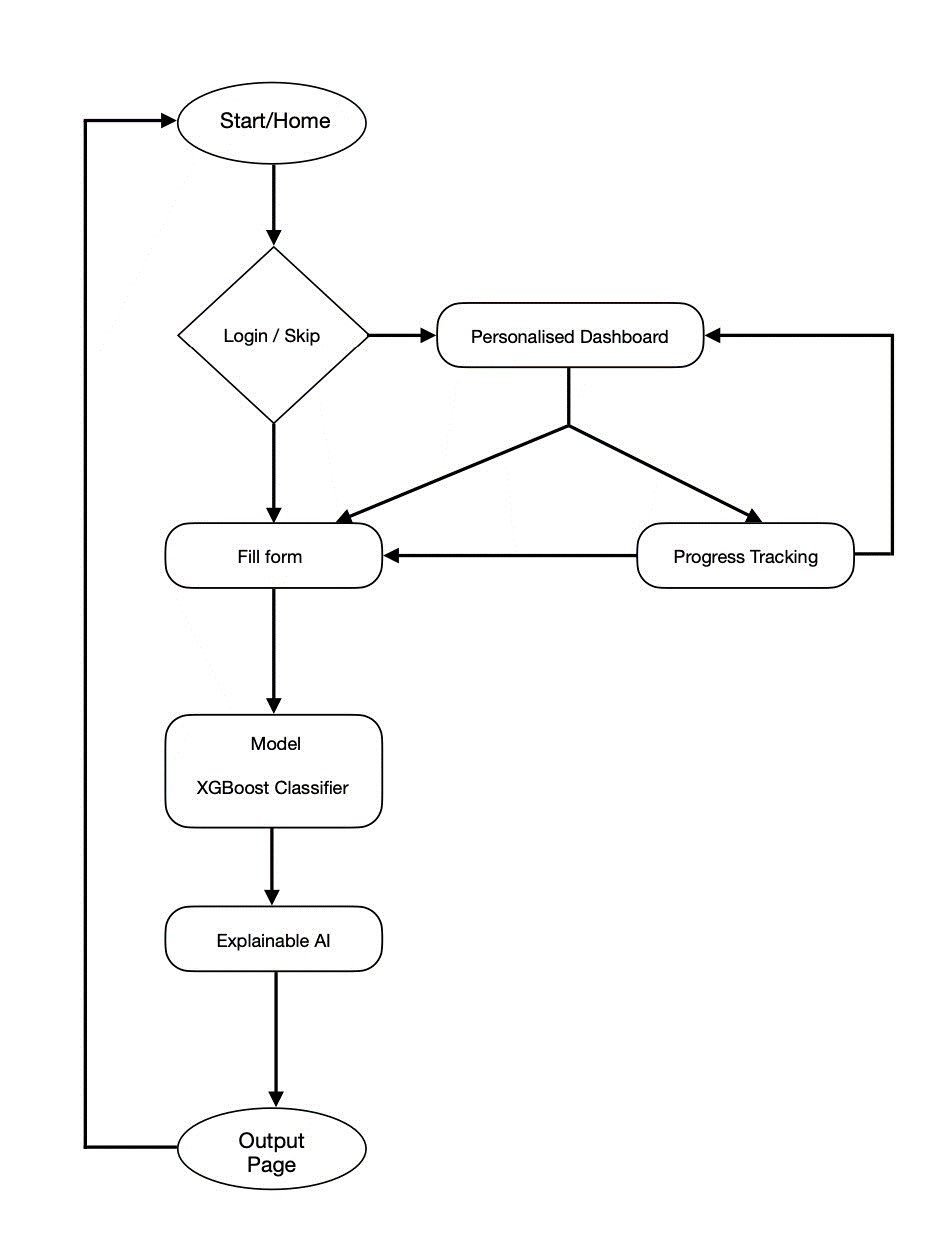 Start/Home
Login / Skip
Personalised Dashboard
Fill form
Progress Tracking
Model
XGBoost Classifier
Explainable AI
Output
Page